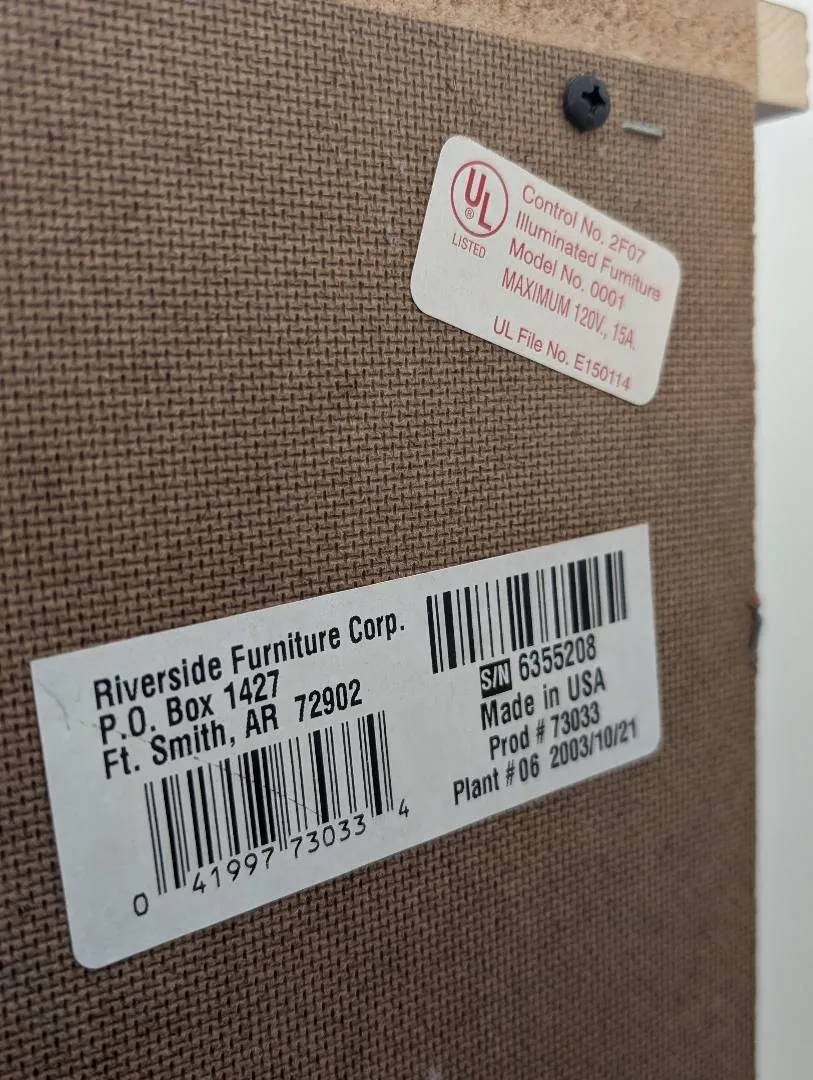 UL
®
LISTED
Control No. 2F07
Illuminated Furniture
Model No. 0001
MAXIMUM 120V., 15A.
UL File No. E150114
Riverside Furniture Corp.
P.O. Box 1427
Ft. Smith, AR 72902
0 41997 73033 4
S/N 6355208
Made in USA
Prod # 73033
Plant # 06 2003/10/21